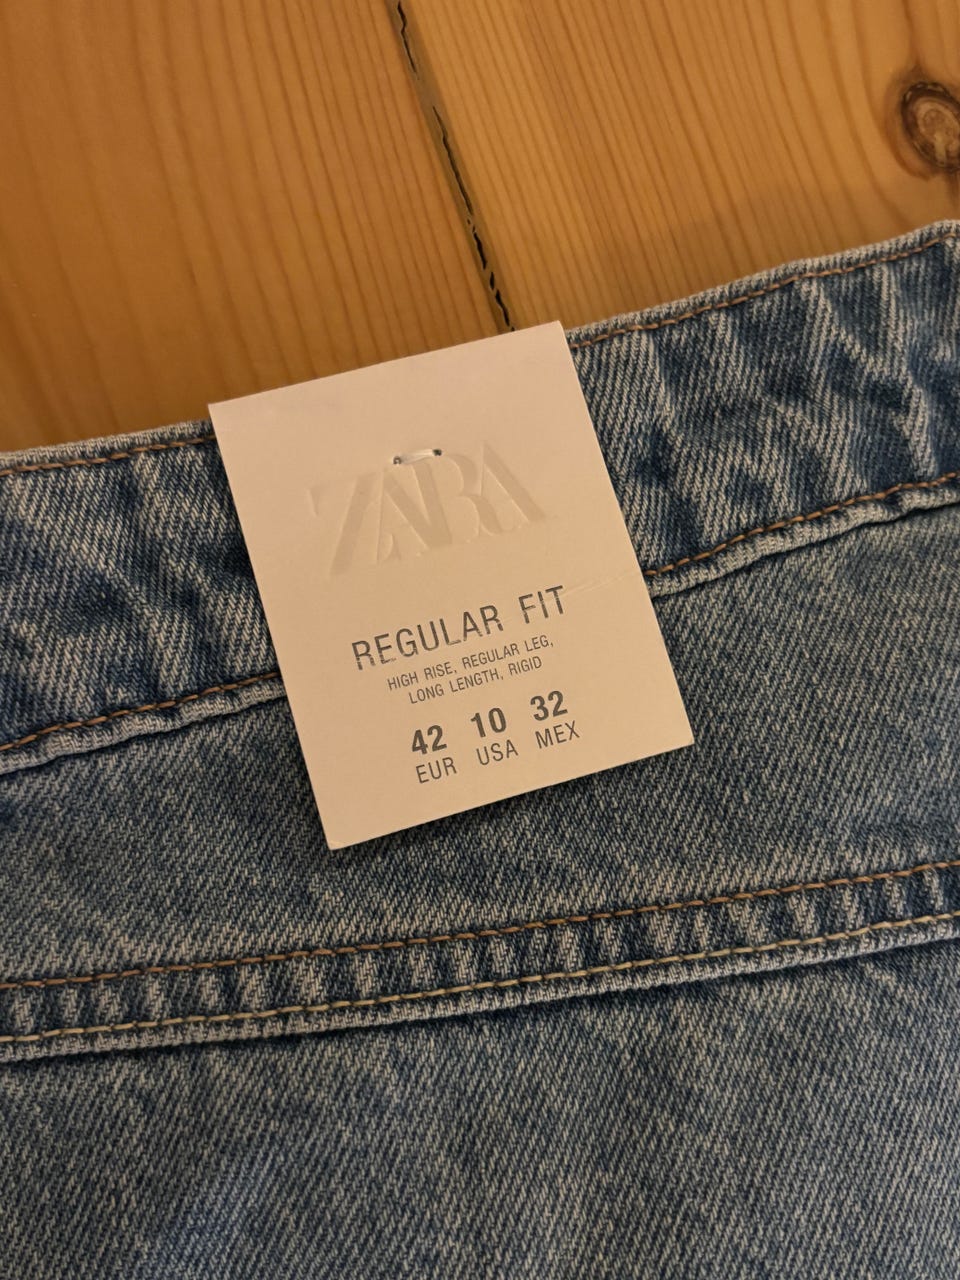 ZARA
REGULAR FIT
HIGH RISE, REGULAR LEG,
LONG LENGTH, RIGID
42 10 32
EUR USA MEX